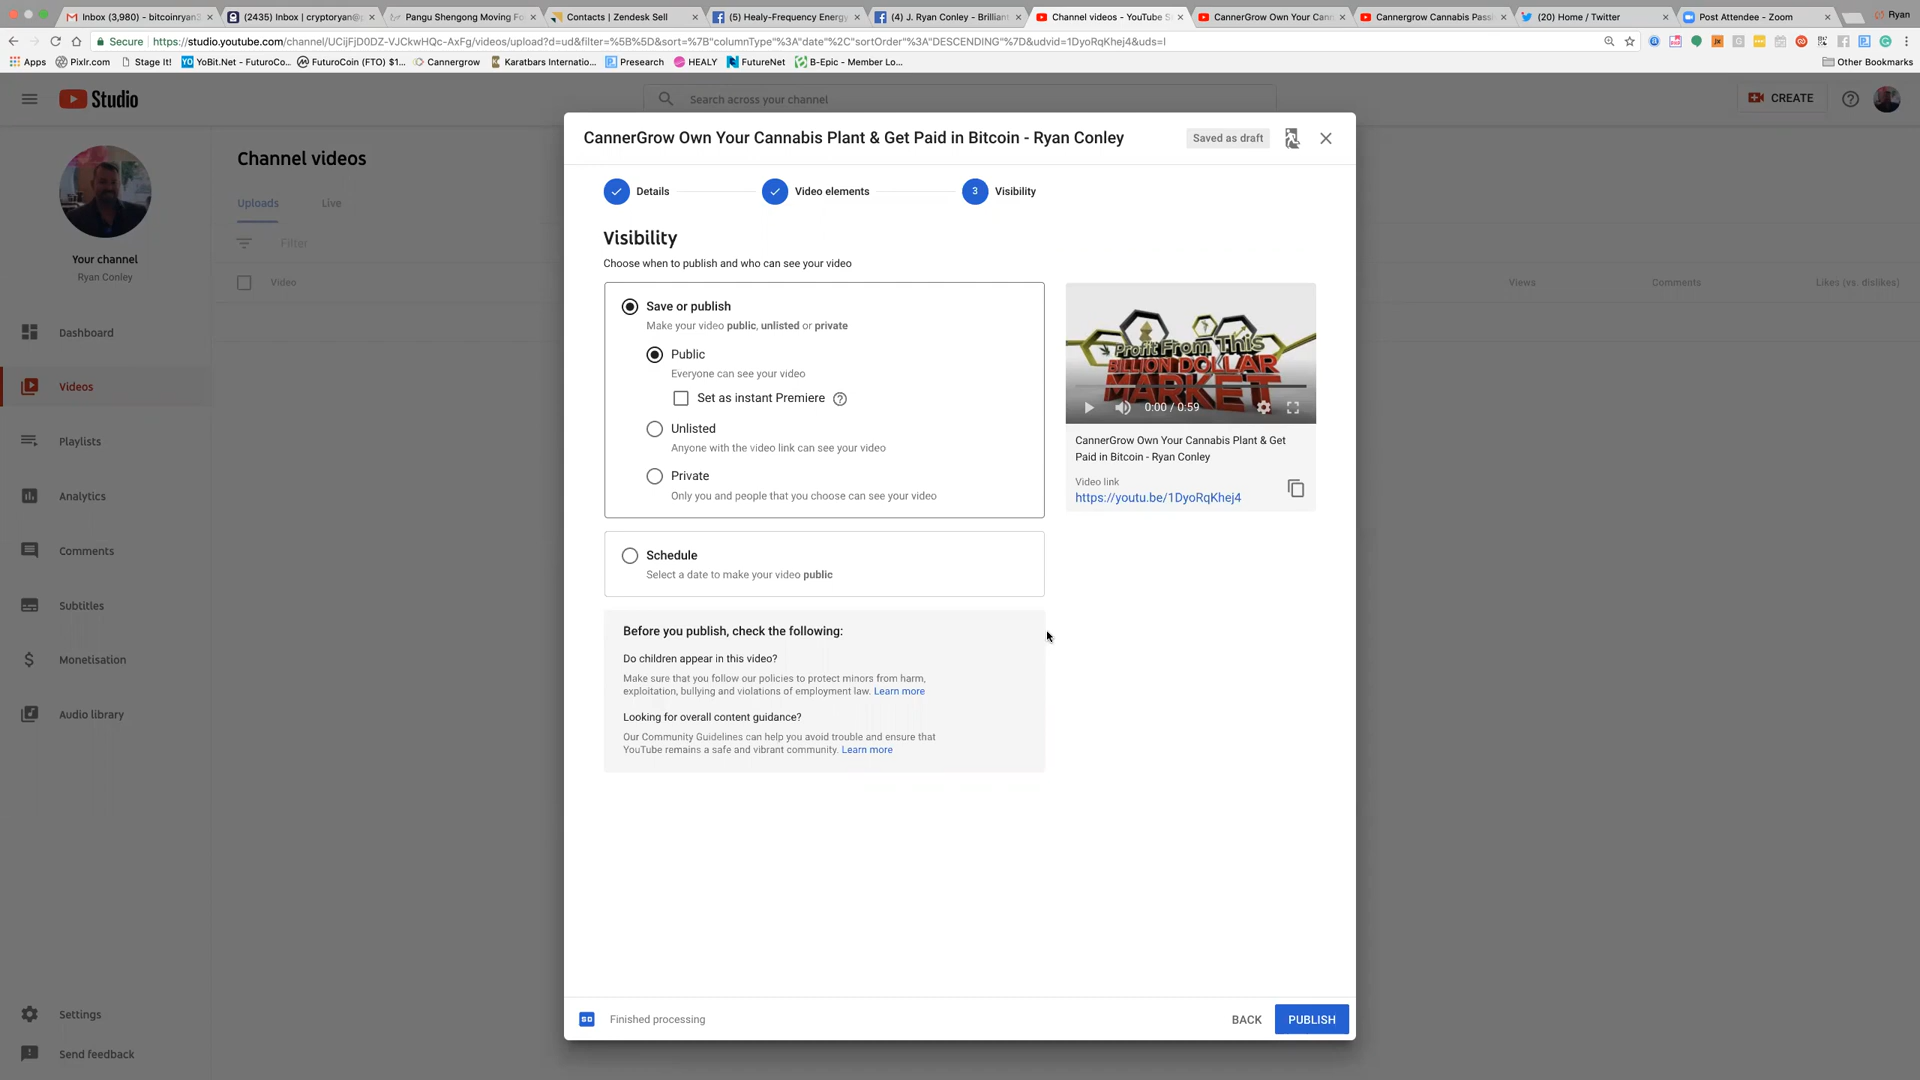 Inbox (3,980) - bitcoinryan
(2435) Inbox | cryptoryan@
Pangu Shengong Moving Fo
Contacts | Zendesk Sell
(5) Healy-Frequency Energy
(4) J. Ryan Conley - Brilliant
Channel videos - YouTube S
CannerGrow Own Your Cann
Cannergrow Cannabis Passi
(20) Home / Twitter
Post Attendee - Zoom
Ryan
Secure | https://studio.youtube.com/channel/UCijFjD0DZ-VJCkwHQc-AxFg/videos/upload?d=ud&filter=%5B%5D&sort=%7B"columnType"%3A"date"%2C"sortOrder"%3A"DESCENDING"%7D&udvid=1DyoRqKhej4&uds=l
Apps
Pixlr.com
Stage It!
YoBit.Net - FuturoCo...
FuturoCoin (FTO) $1...
Cannergrow
Karatbars Internatio...
Presearch
HEALY
FutureNet
B-Epic - Member Lo...
Other Bookmarks
Studio
Search across your channel
CREATE
Your channel
Ryan Conley
Dashboard
Videos
Playlists
Analytics
Comments
Subtitles
Monetisation
Audio library
Settings
Send feedback
Channel videos
Uploads
Live
Filter
Video
Views
Comments
Likes (vs. dislikes)
CannerGrow Own Your Cannabis Plant & Get Paid in Bitcoin - Ryan Conley
Saved as draft
Details
Video elements
3
Visibility
Visibility
Choose when to publish and who can see your video
Save or publish
Make your video public, unlisted or private
Public
Everyone can see your video
Set as instant Premiere
Unlisted
Anyone with the video link can see your video
Private
Only you and people that you choose can see your video
Schedule
Select a date to make your video public
Before you publish, check the following:
Do children appear in this video?
Make sure that you follow our policies to protect minors from harm,
exploitation, bullying and violations of employment law. Learn more
Looking for overall content guidance?
Our Community Guidelines can help you avoid trouble and ensure that
YouTube remains a safe and vibrant community. Learn more
Profit From This
BILLION DOLLAR
MARKET
0:00 / 0:59
CannerGrow Own Your Cannabis Plant & Get
Paid in Bitcoin - Ryan Conley
Video link
https://youtu.be/1DyoRqKhej4
SD
Finished processing
BACK
PUBLISH